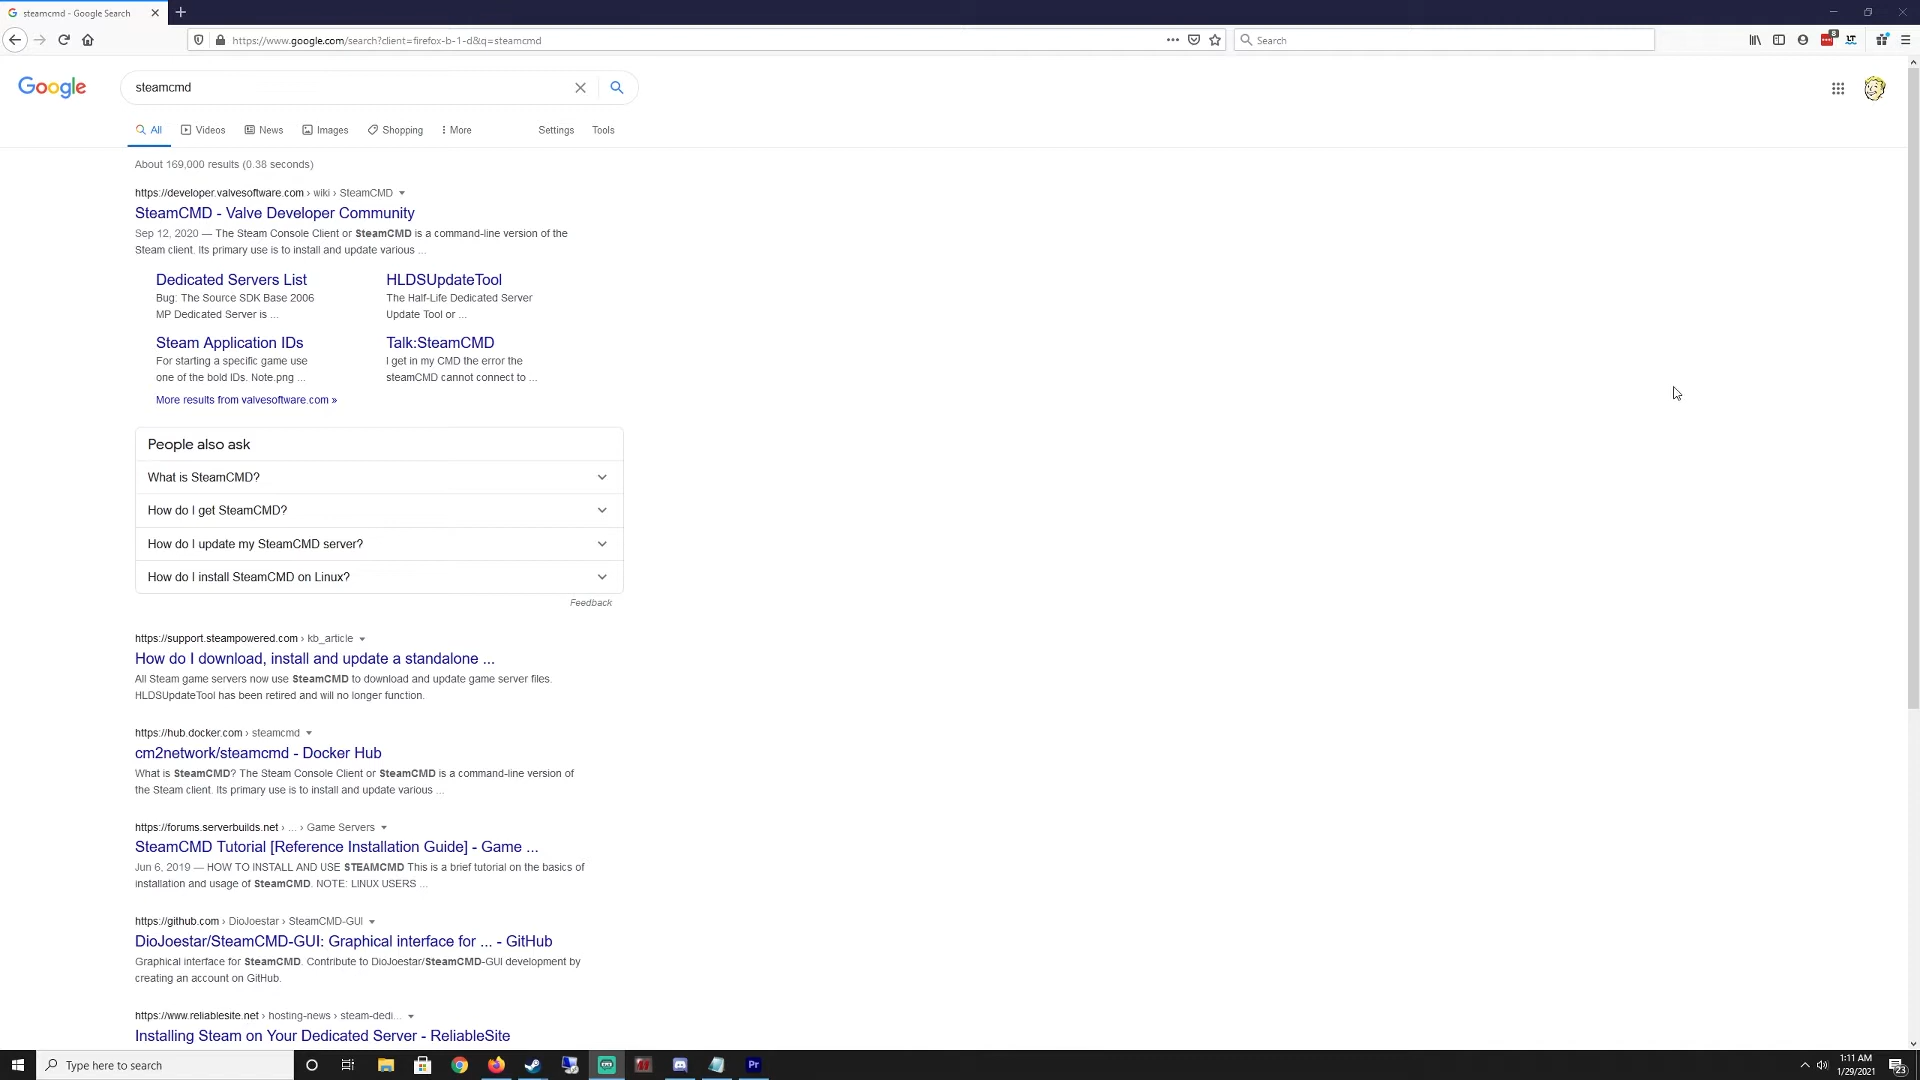 steamcmd - Google Search
https://www.google.com/search?client=firefox-b-1-d&q=steamcmd
Search
8
Google
steamcmd
All
Videos
News
Images
Shopping
More
Settings
Tools
About 169,000 results (0.38 seconds)
https://developer.valvesoftware.com › wiki › SteamCMD
SteamCMD - Valve Developer Community
Sep 12, 2020 — The Steam Console Client or SteamCMD is a command-line version of the
Steam client. Its primary use is to install and update various ...
Dedicated Servers List
Bug: The Source SDK Base 2006
MP Dedicated Server is ...
HLDSUpdateTool
The Half-Life Dedicated Server
Update Tool or ...
Steam Application IDs
For starting a specific game use
one of the bold IDs. Note.png ...
Talk:SteamCMD
I get in my CMD the error the
steamCMD cannot connect to ...
More results from valvesoftware.com »
People also ask
What is SteamCMD?
How do I get SteamCMD?
How do I update my SteamCMD server?
How do I install SteamCMD on Linux?
Feedback
https://support.steampowered.com › kb_article
How do I download, install and update a standalone ...
All Steam game servers now use SteamCMD to download and update game server files.
HLDSUpdateTool has been retired and will no longer function.
https://hub.docker.com › steamcmd
cm2network/steamcmd - Docker Hub
What is SteamCMD? The Steam Console Client or SteamCMD is a command-line version of
the Steam client. Its primary use is to install and update various ...
https://forums.serverbuilds.net › ... › Game Servers
SteamCMD Tutorial [Reference Installation Guide] - Game ...
Jun 6, 2019 — HOW TO INSTALL AND USE STEAMCMD This is a brief tutorial on the basics of
installation and usage of SteamCMD. NOTE: LINUX USERS ...
https://github.com › DioJoestar › SteamCMD-GUI
DioJoestar/SteamCMD-GUI: Graphical interface for ... - GitHub
Graphical interface for SteamCMD. Contribute to DioJoestar/SteamCMD-GUI development by
creating an account on GitHub.
https://www.reliablesite.net › hosting-news › steam-dedi...
Installing Steam on Your Dedicated Server - ReliableSite
Type here to search
Pr
1:11 AM
1/29/2021
23